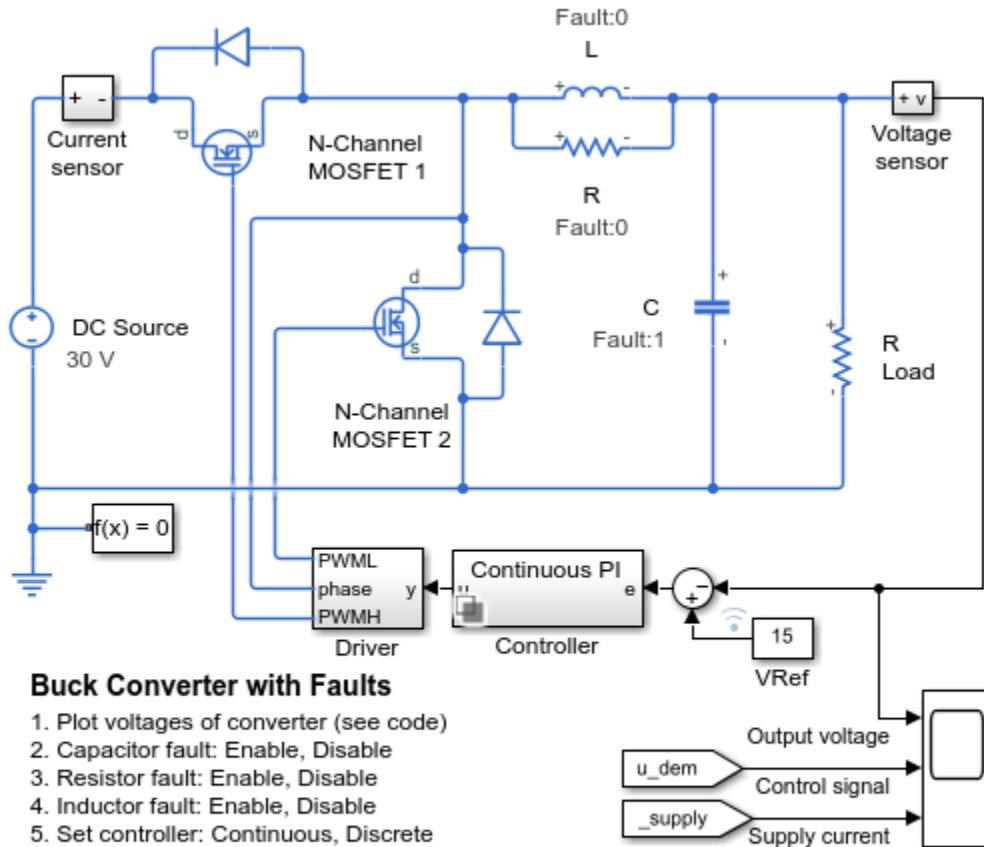 Fault:0
L
+ -
+ -
Current
sensor
d
s
N-Channel
MOSFET 1
+ -
+ -
R
Fault:0
+ v
Voltage
sensor
+
-
DC Source
30 V
d
s
N-Channel
MOSFET 2
C
Fault:1
+
-
+
-
R
Load
f(x) = 0
PWML
phase
PWMH
y
Driver
Continuous PI
e
Controller
-
+
15
VRef
Buck Converter with Faults
1. Plot voltages of converter (see code)
2. Capacitor fault: Enable, Disable
3. Resistor fault: Enable, Disable
4. Inductor fault: Enable, Disable
5. Set controller: Continuous, Discrete
Output voltage
u_dem
Control signal
_supply
Supply current